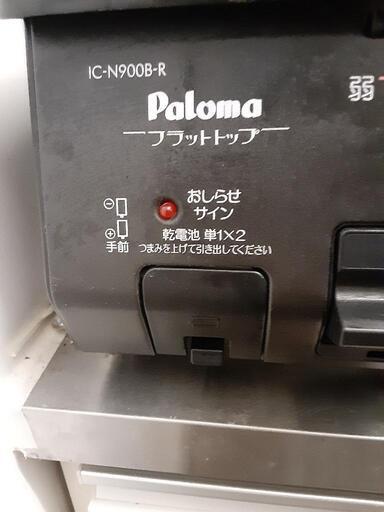 IC-N900B-R
Paloma
フラットトップ
おしらせ
サイン
⊖
⊕
手前
乾電池 単1×2
つまみを上げて引き出してください
弱